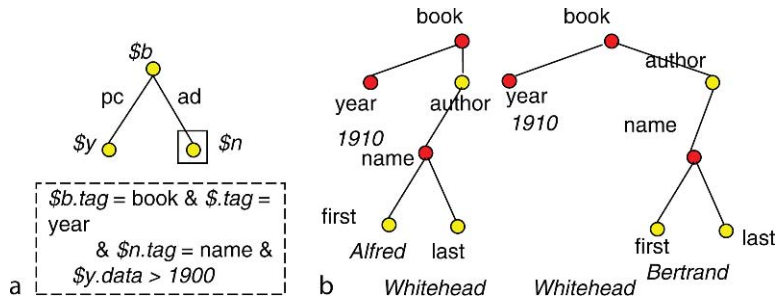 $b
pc
ad
$y
$n
$b.tag = book & $.tag =
year
& $n.tag = name &
$y.data > 1900
a
book
year
author
1910
name
first
Alfred
last
Whitehead
b
book
author
year
1910
name
first
last
Bertrand
Whitehead